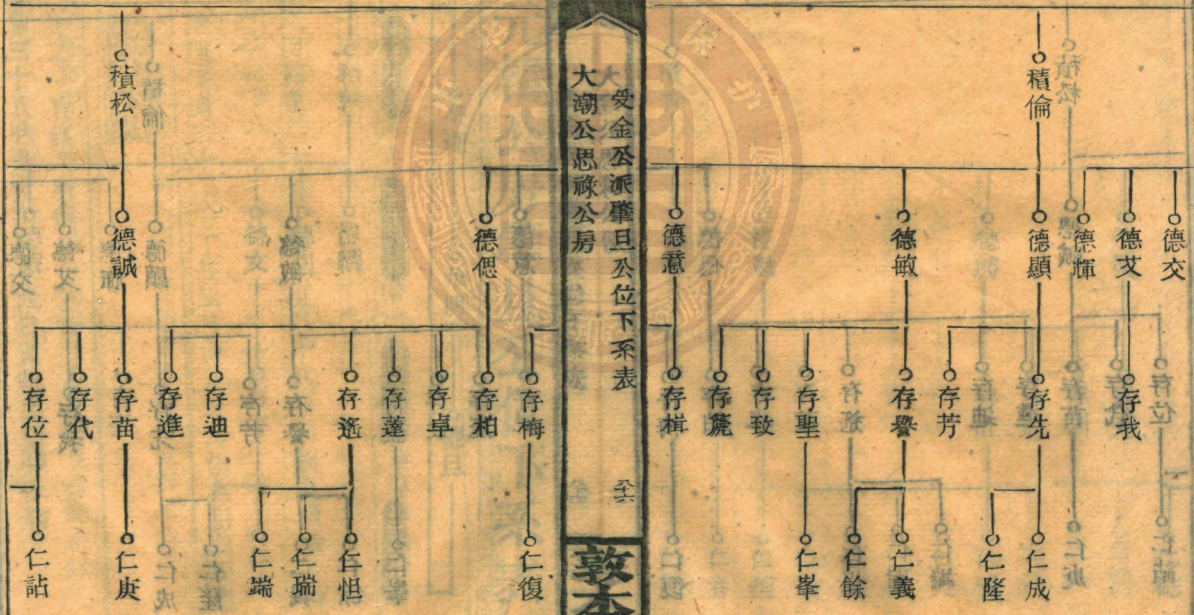 積倫
德交
德艾
德輝
德顯
德敏
德意
存我
存先
存芳
存譽
存聖
存致
存簏
存楫
仁成
仁隆
仁義
仁餘
仁峯
受金公派肇旦公位下系表
大潮公思祿公房
敦本
積松
德偲
德誠
存梅
存柏
存卓
存蓬
存遙
存迪
存進
存苗
存代
存位
仁復
仁怛
仁瑞
仁端
仁庚
仁詀